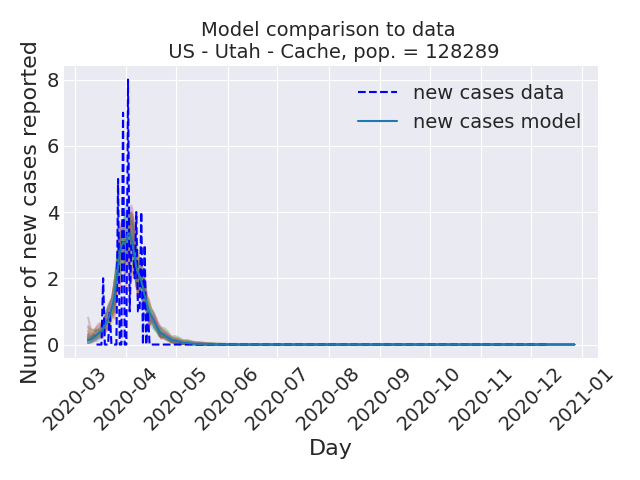 Model comparison to data
US - Utah - Cache, pop. = 128289
Number of new cases reported
8
6
4
2
0
new cases data
new cases model
2020-03
2020-04
2020-05
2020-06
2020-07
2020-08
2020-09
2020-10
2020-11
2020-12
2021-01
Day